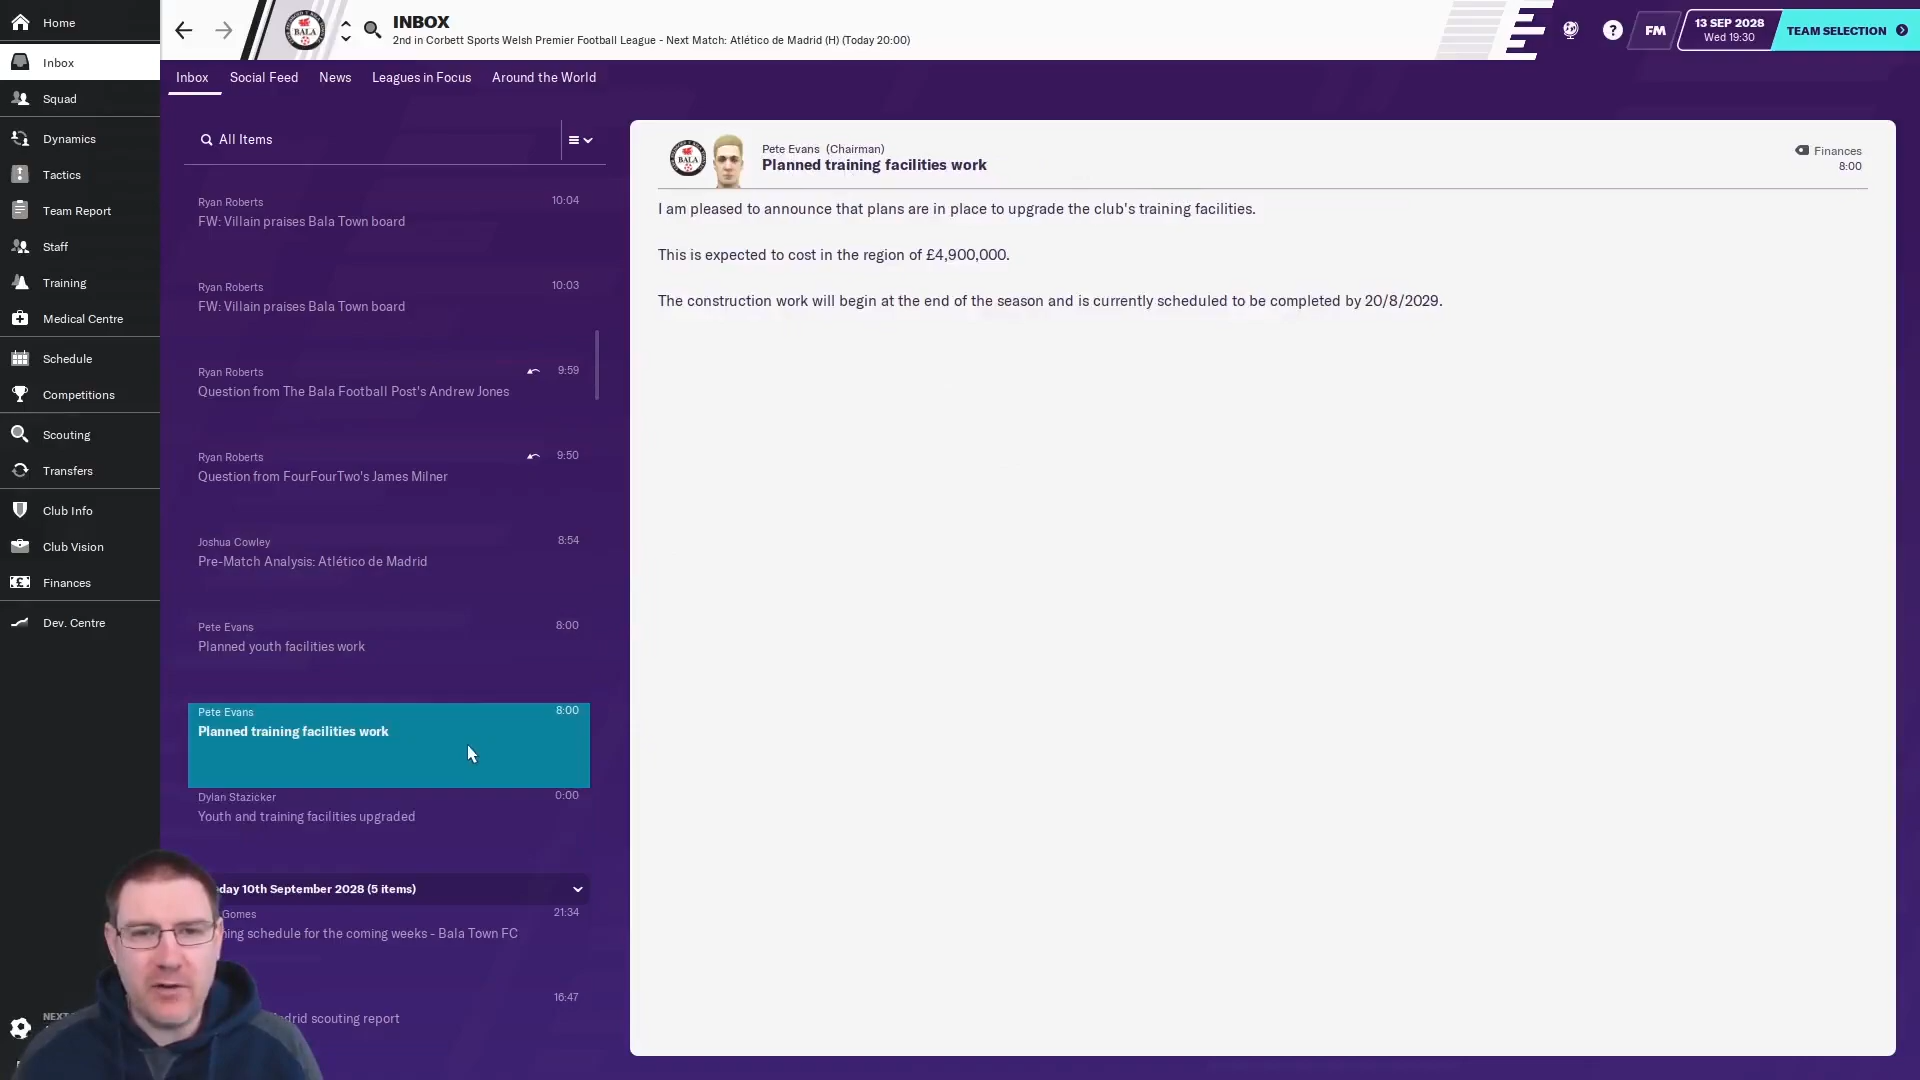 Home
Inbox
Squad
Dynamics
Tactics
Team Report
Staff
Training
Medical Centre
Schedule
Competitions
Scouting
Transfers
Club Info
Club Vision
Finances
Dev. Centre
NEXT
BALA
INBOX
2nd in Corbett Sports Welsh Premier Football League - Next Match: Atlético de Madrid (H) (Today 20:00)
?
FM
13 SEP 2028
Wed 19:30
TEAM SELECTION
Inbox Social Feed News Leagues in Focus Around the World
All Items
Ryan Roberts 10:04
FW: Villain praises Bala Town board
Ryan Roberts 10:03
FW: Villain praises Bala Town board
Ryan Roberts 9:59
Question from The Bala Football Post's Andrew Jones
Ryan Roberts 9:50
Question from FourFourTwo's James Milner
Joshua Cowley 8:54
Pre-Match Analysis: Atlético de Madrid
Pete Evans 8:00
Planned youth facilities work
Pete Evans 8:00
Planned training facilities work
Dylan Stazicker 0:00
Youth and training facilities upgraded
day 10th September 2028 (5 items)
Gomes 21:34
ning schedule for the coming weeks - Bala Town FC
16:47
drid scouting report
BALA
Pete Evans (Chairman)
Planned training facilities work
Finances
8:00
I am pleased to announce that plans are in place to upgrade the club's training facilities.
This is expected to cost in the region of £4,900,000.
The construction work will begin at the end of the season and is currently scheduled to be completed by 20/8/2029.